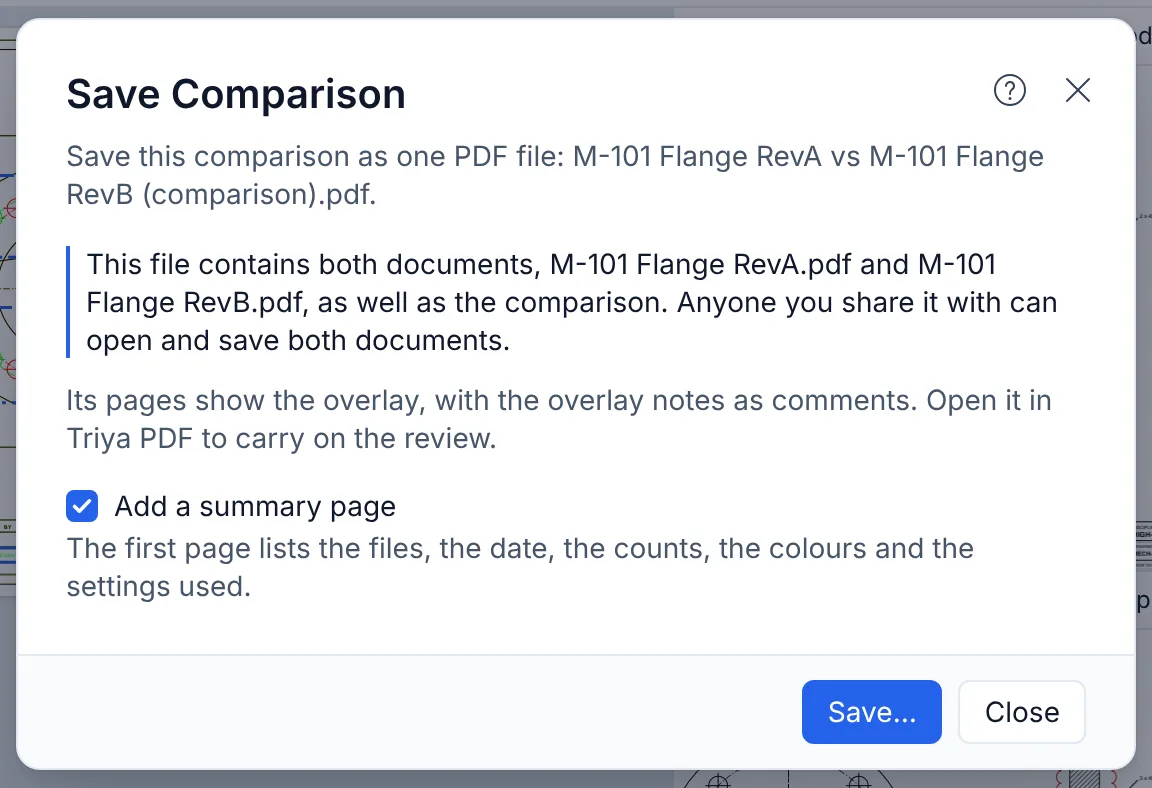 Save Comparison
Save this comparison as one PDF file: M-101 Flange RevA vs M-101 Flange
RevB (comparison).pdf.
This file contains both documents, M-101 Flange RevA.pdf and M-101
Flange RevB.pdf, as well as the comparison. Anyone you share it with can
open and save both documents.
Its pages show the overlay, with the overlay notes as comments. Open it in
Triya PDF to carry on the review.
Add a summary page
The first page lists the files, the date, the counts, the colours and the
settings used.
BY
Save...
Close